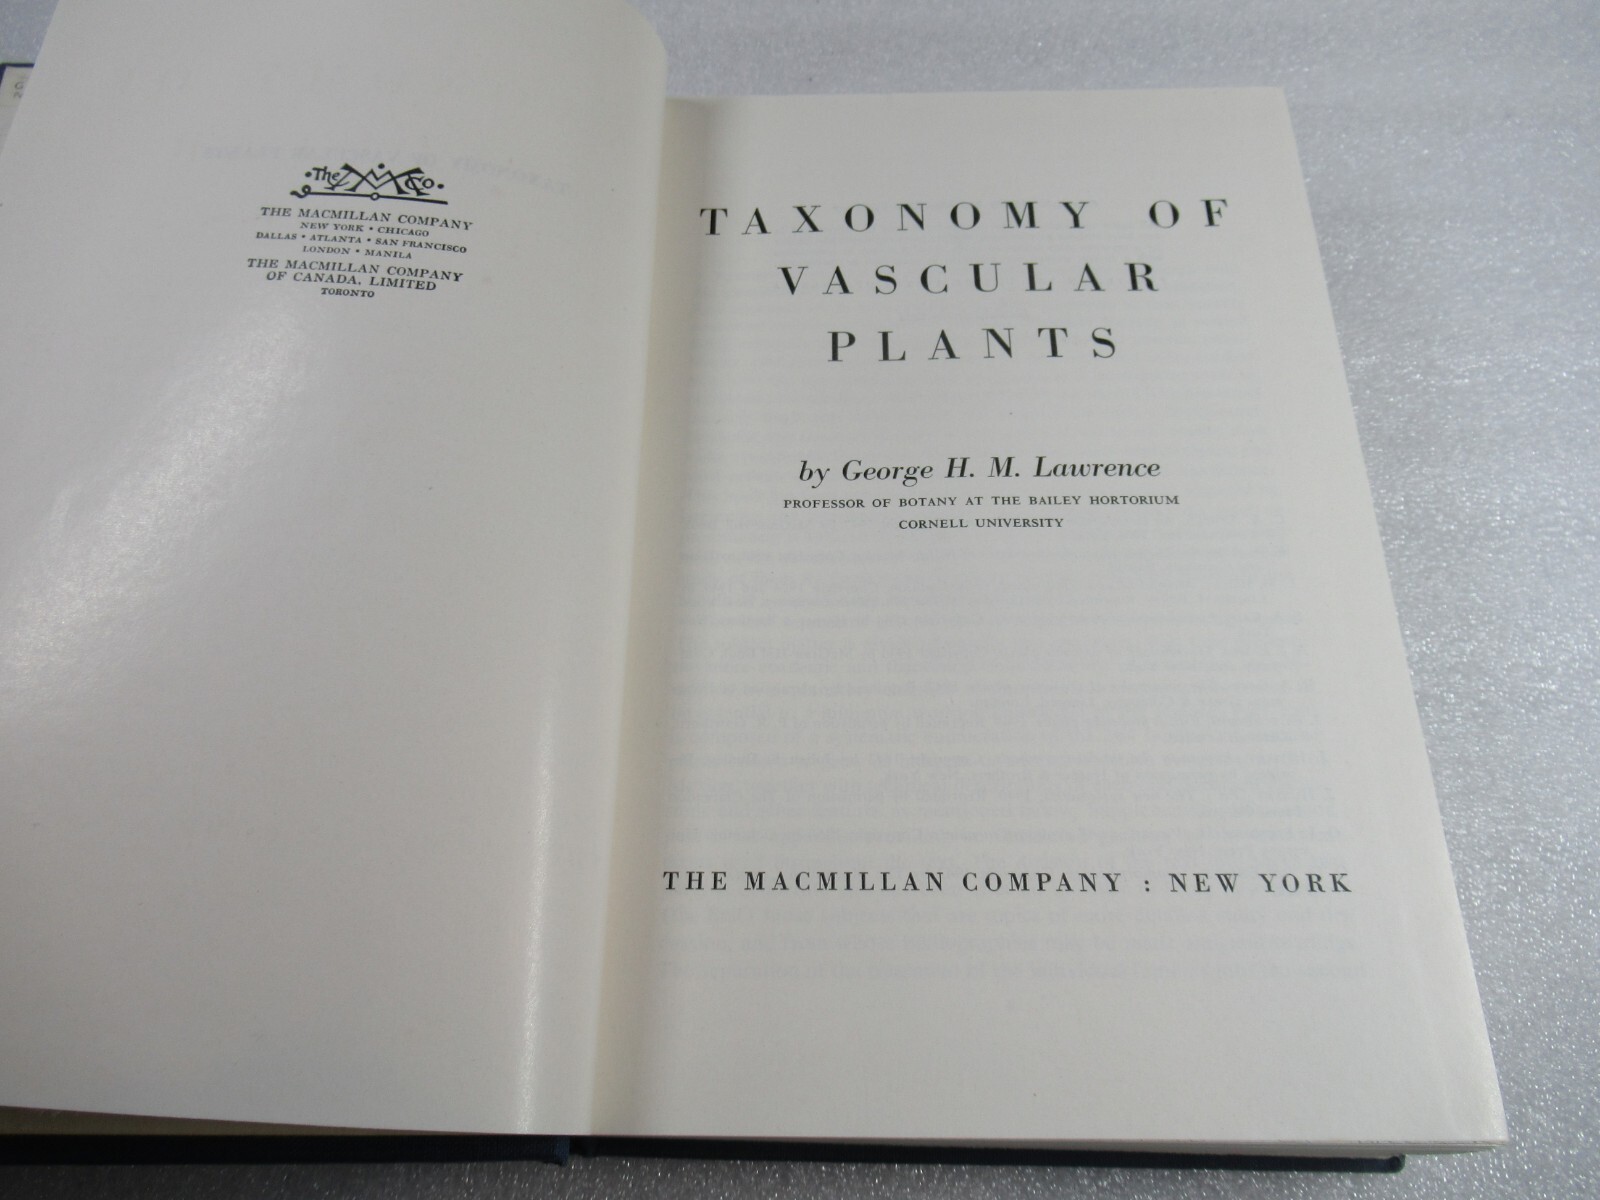 The M Co.
THE MACMILLAN COMPANY
NEW YORK • CHICAGO
DALLAS • ATLANTA • SAN FRANCISCO
LONDON • MANILA
THE MACMILLAN COMPANY
OF CANADA, LIMITED
TORONTO
TAXONOMY OF
VASCULAR
PLANTS
by George H. M. Lawrence
PROFESSOR OF BOTANY AT THE BAILEY HORTORIUM
CORNELL UNIVERSITY
THE MACMILLAN COMPANY : NEW YORK